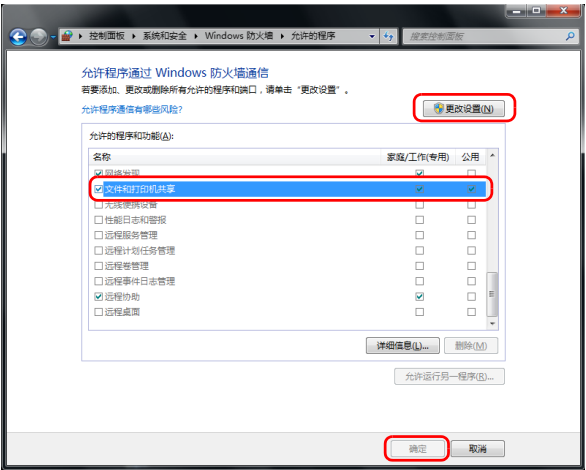 控制面板 ▸ 系统和安全 ▸ Windows 防火墙 ▸ 允许的程序
搜索控制面板
允许程序通过 Windows 防火墙通信
若要添加、更改或删除所有允许的程序和端口，请单击“更改设置”。
允许程序通信有哪些风险?
更改设置(N)
允许的程序和功能(A):
名称 家庭/工作(专用) 公用
网络发现
文件和打印机共享
无线便携设备
性能日志和警报
远程服务管理
远程计划任务管理
远程卷管理
远程事件日志管理
远程协助
远程桌面
详细信息(L)... 删除(M)
允许运行另一程序(R)...
确定 取消